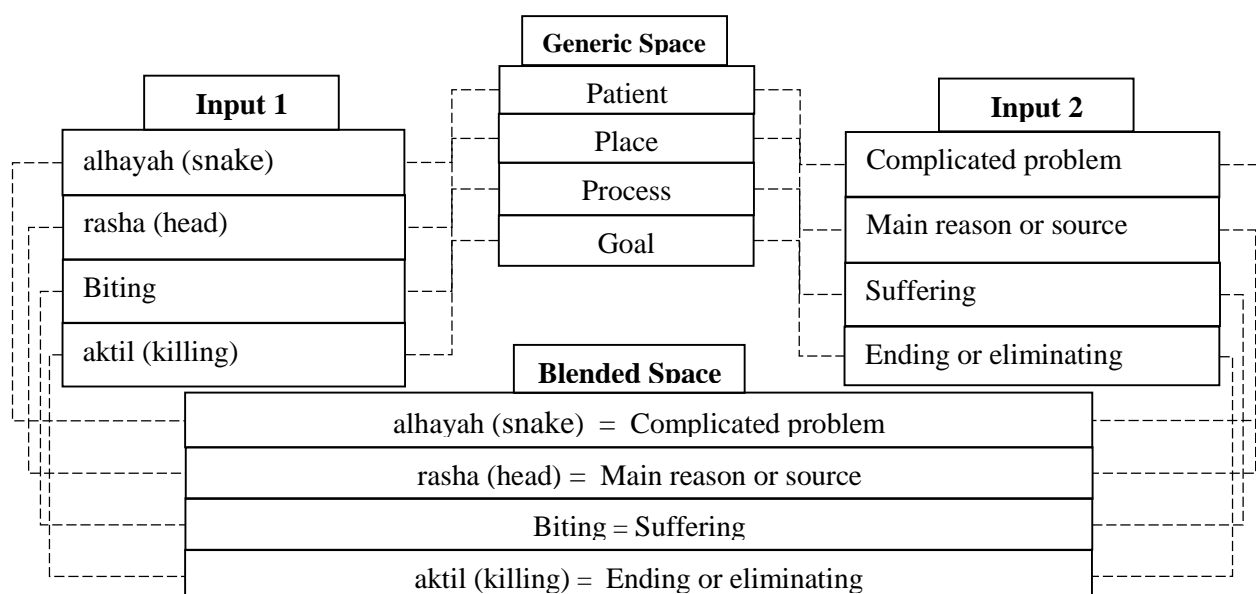 Generic Space
Patient
Place
Process
Goal
Input 1
alhayah (snake)
rasha (head)
Biting
aktil (killing)
Input 2
Complicated problem
Main reason or source
Suffering
Ending or eliminating
Blended Space
alhayah (snake) = Complicated problem
rasha (head) = Main reason or source
Biting = Suffering
aktil (killing) = Ending or eliminating